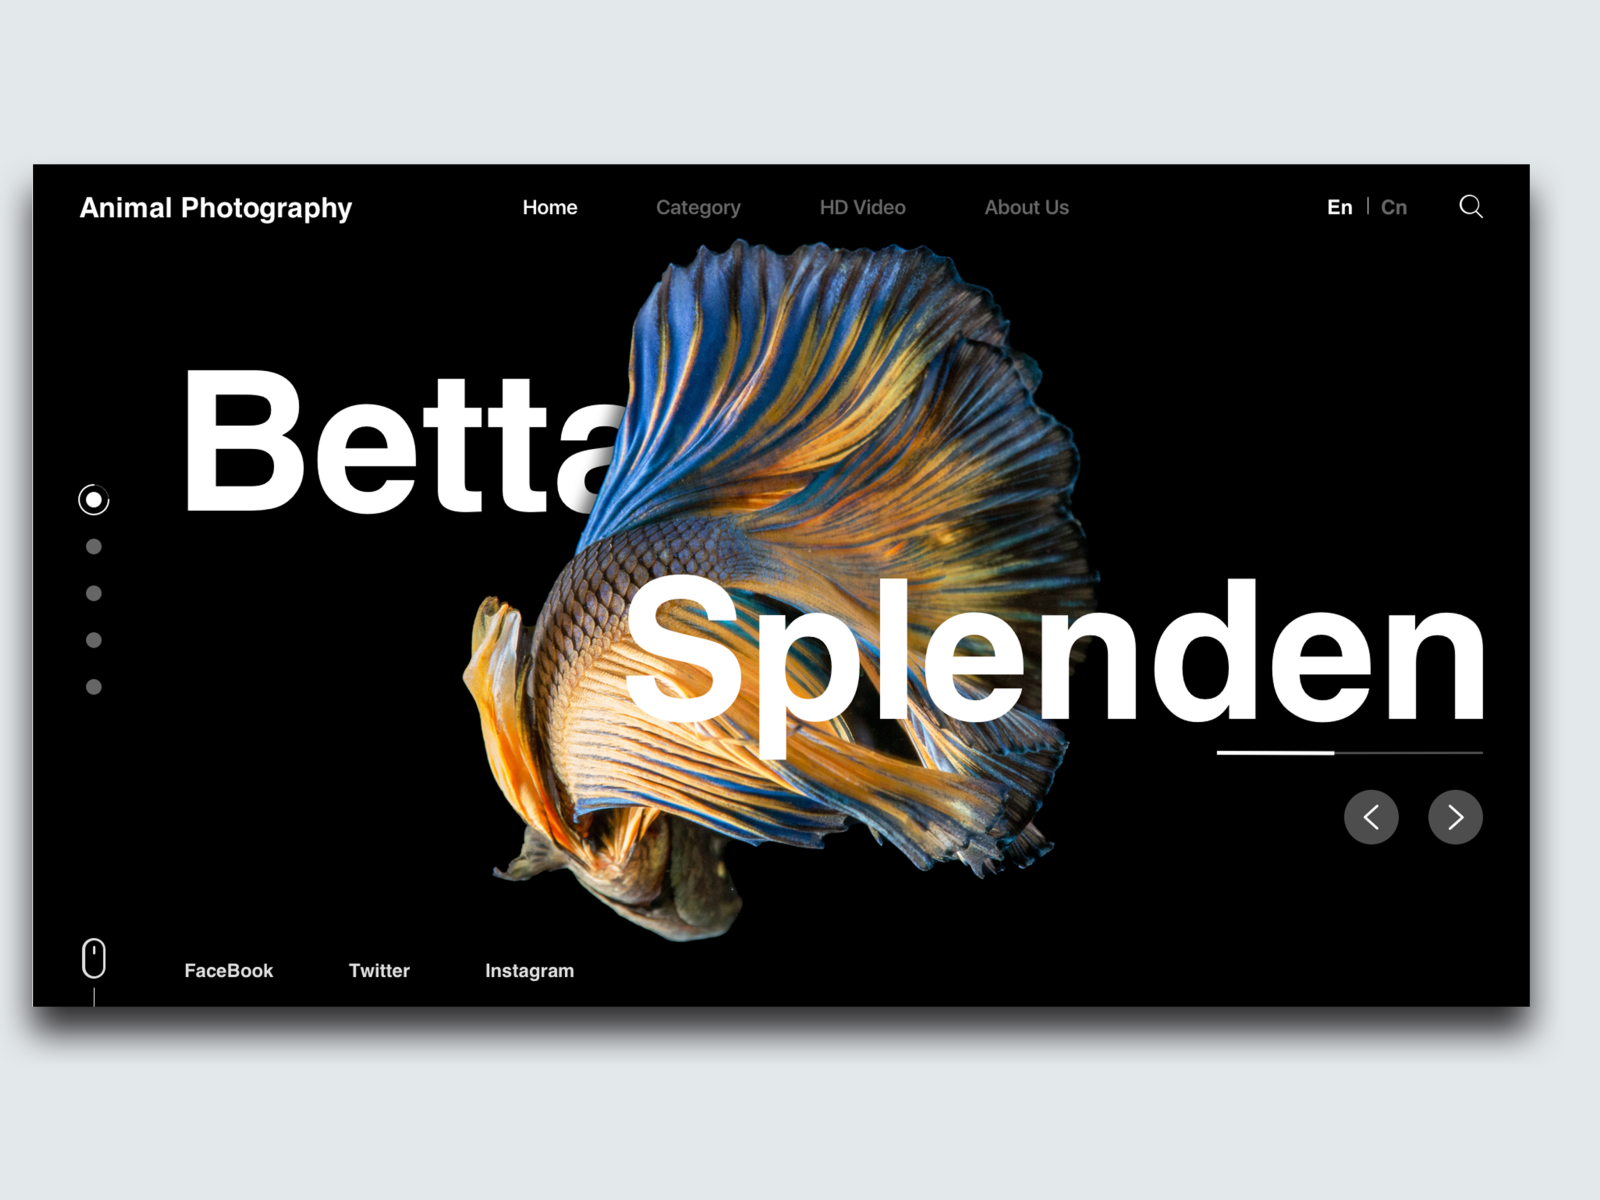 Animal Photography Home Category HD Video About Us En | Cn
Betta
Splenden
FaceBook Twitter Instagram